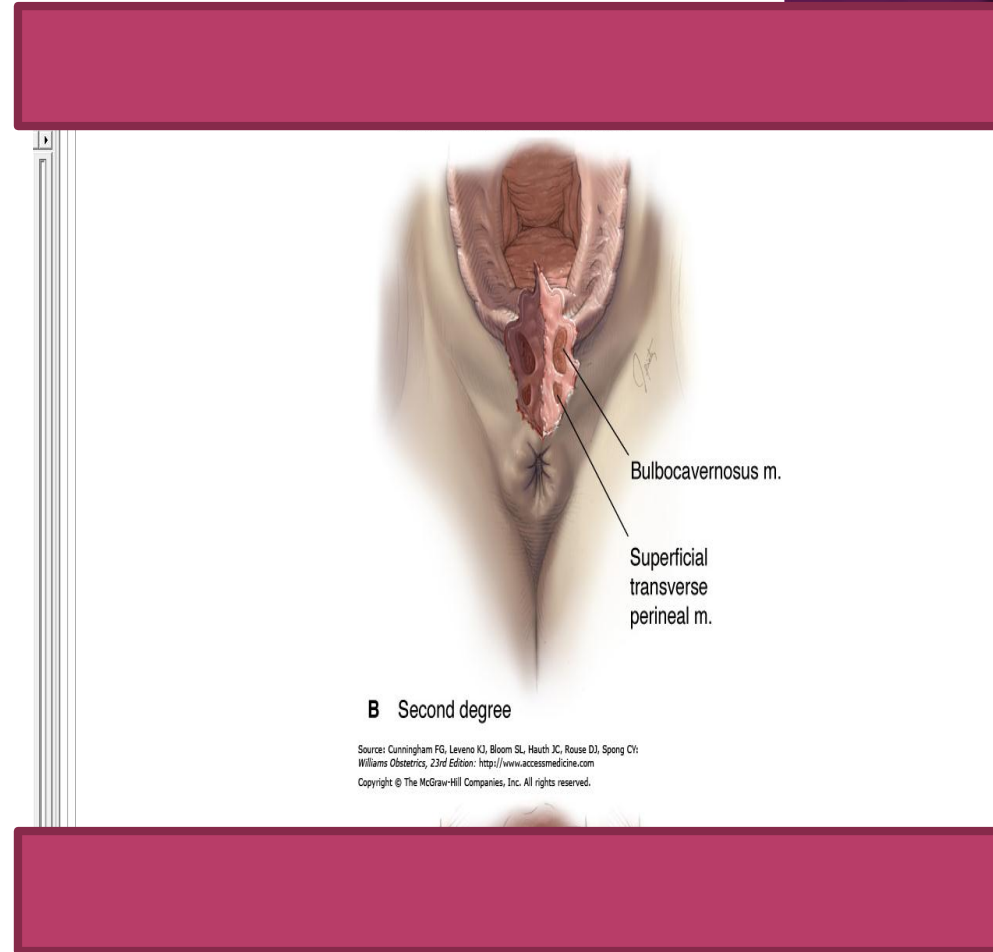 Bulbocavernosus m.
Superficial
transverse
perineal m.
B Second degree
Source: Cunningham FG, Leveno KJ, Bloom SL, Hauth JC, Rouse DJ, Spong CY:
Williams Obstetrics, 23rd Edition: http://www.accessmedicine.com
Copyright © The McGraw-Hill Companies, Inc. All rights reserved.